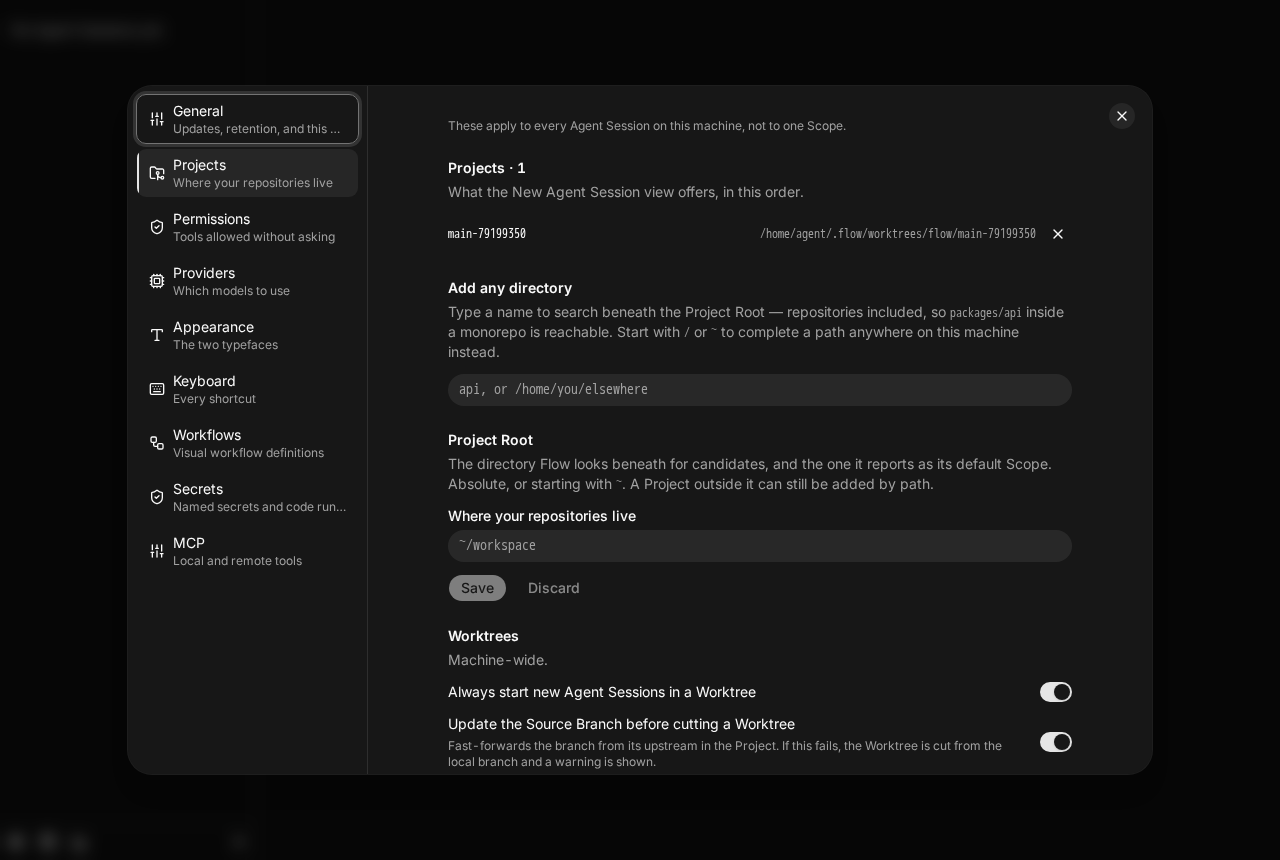 General
Updates, retention, and this ...
Projects
Where your repositories live
Permissions
Tools allowed without asking
Providers
Which models to use
Appearance
The two typefaces
Keyboard
Every shortcut
Workflows
Visual workflow definitions
Secrets
Named secrets and code run...
MCP
Local and remote tools
These apply to every Agent Session on this machine, not to one Scope.
Projects · 1
What the New Agent Session view offers, in this order.
main-79199350 /home/agent/.flow/worktrees/flow/main-79199350
Add any directory
Type a name to search beneath the Project Root — repositories included, so packages/api inside
a monorepo is reachable. Start with / or ~ to complete a path anywhere on this machine
instead.
api, or /home/you/elsewhere
Project Root
The directory Flow looks beneath for candidates, and the one it reports as its default Scope.
Absolute, or starting with ~. A Project outside it can still be added by path.
Where your repositories live
~/workspace
Save Discard
Worktrees
Machine-wide.
Always start new Agent Sessions in a Worktree
Update the Source Branch before cutting a Worktree
Fast-forwards the branch from its upstream in the Project. If this fails, the Worktree is cut from the
local branch and a warning is shown.